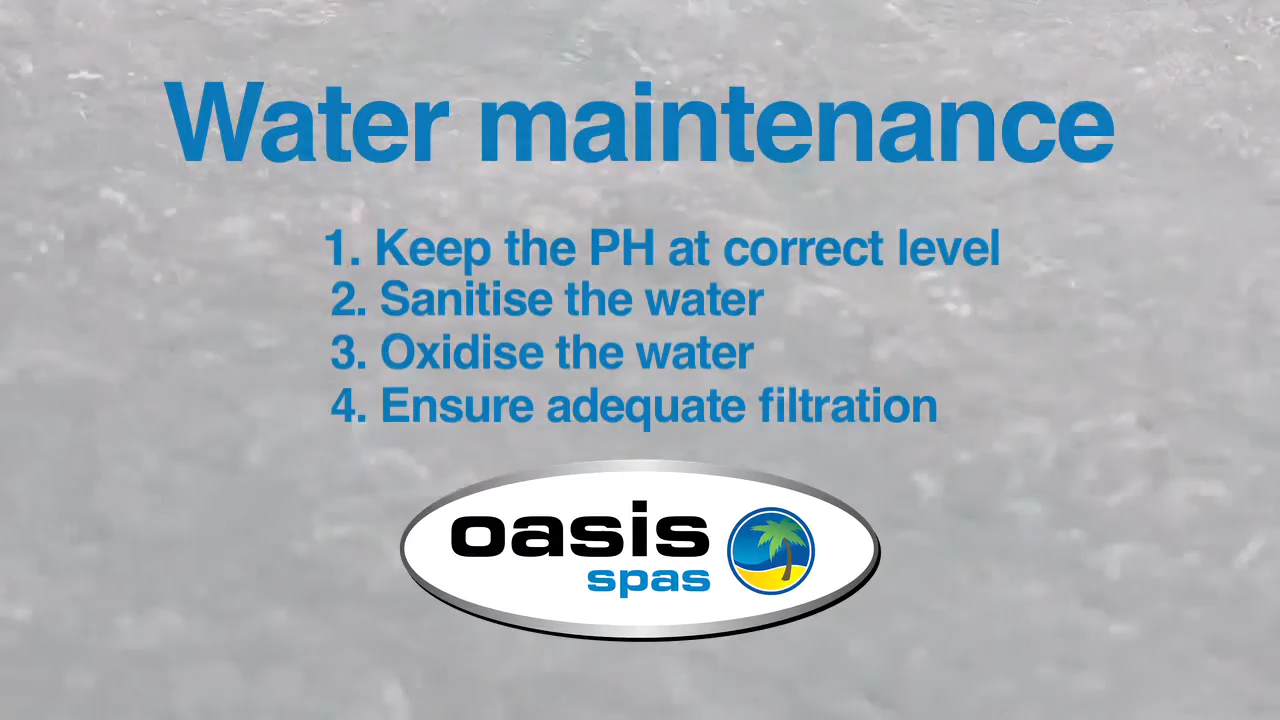 Water maintenance
1. Keep the PH at correct level
2. Sanitise the water
3. Oxidise the water
4. Ensure adequate filtration
oasis
spas